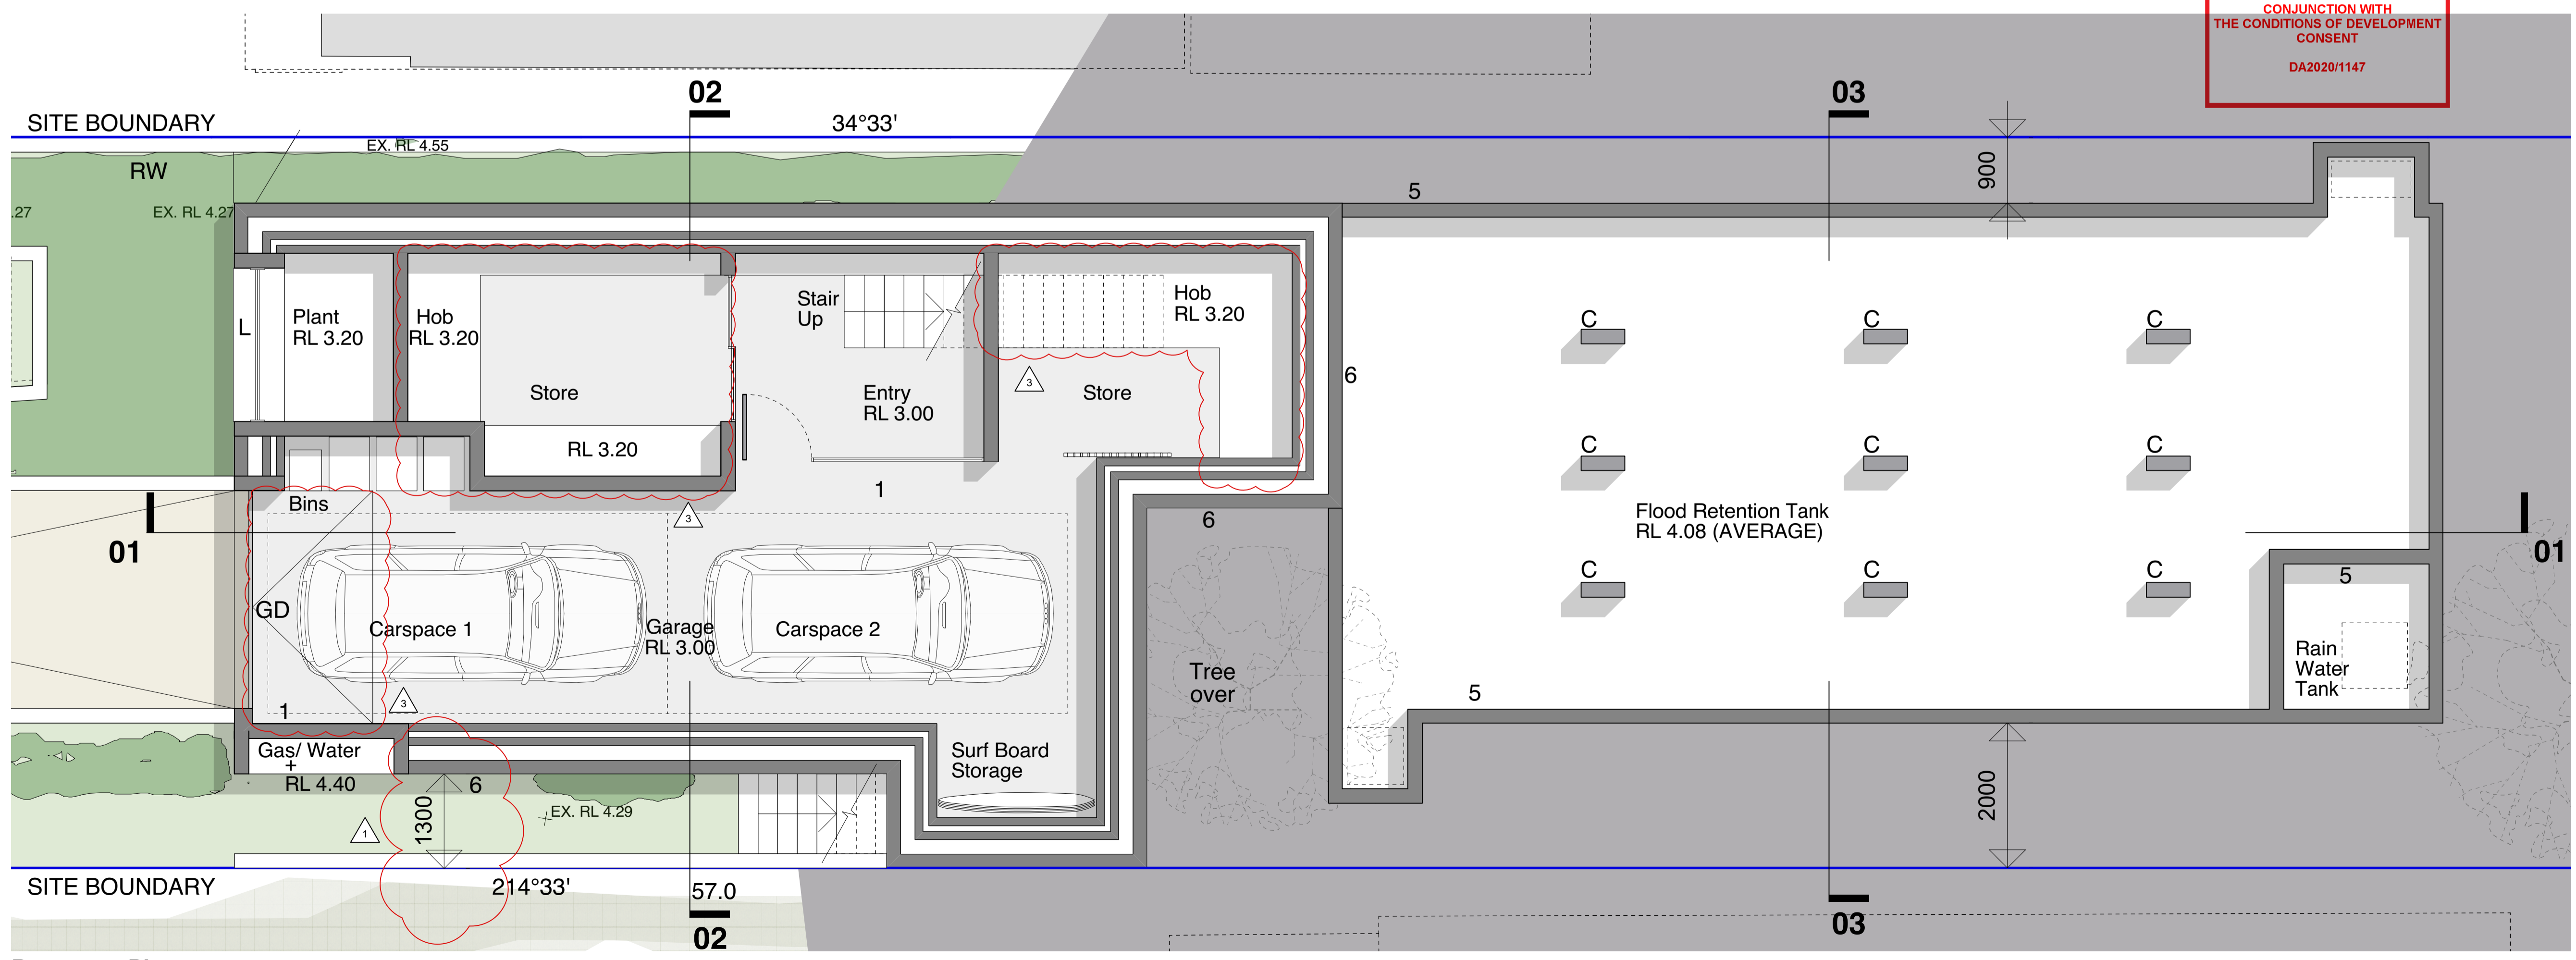 CONJUNCTION WITH
THE CONDITIONS OF DEVELOPMENT
CONSENT
DA2020/1147
02
03
SITE BOUNDARY
34°33'
EX. RL 4.55
RW
900
5
.27
EX. RL 4.27
L
Plant
RL 3.20
Hob
RL 3.20
Stair
Up
Hob
RL 3.20
C
C
C
6
3
Store
Entry
RL 3.00
Store
RL 3.20
C
C
C
1
Bins
3
6
Flood Retention Tank
RL 4.08 (AVERAGE)
01
01
C
C
C
5
GD
Carspace 1
Garage
RL 3.00
Carspace 2
Tree
over
Rain
Water
Tank
3
1
5
Gas/ Water
+
RL 4.40
6
Surf Board
Storage
1300
EX. RL 4.29
1
2000
SITE BOUNDARY
214°33'
57.0
02
03